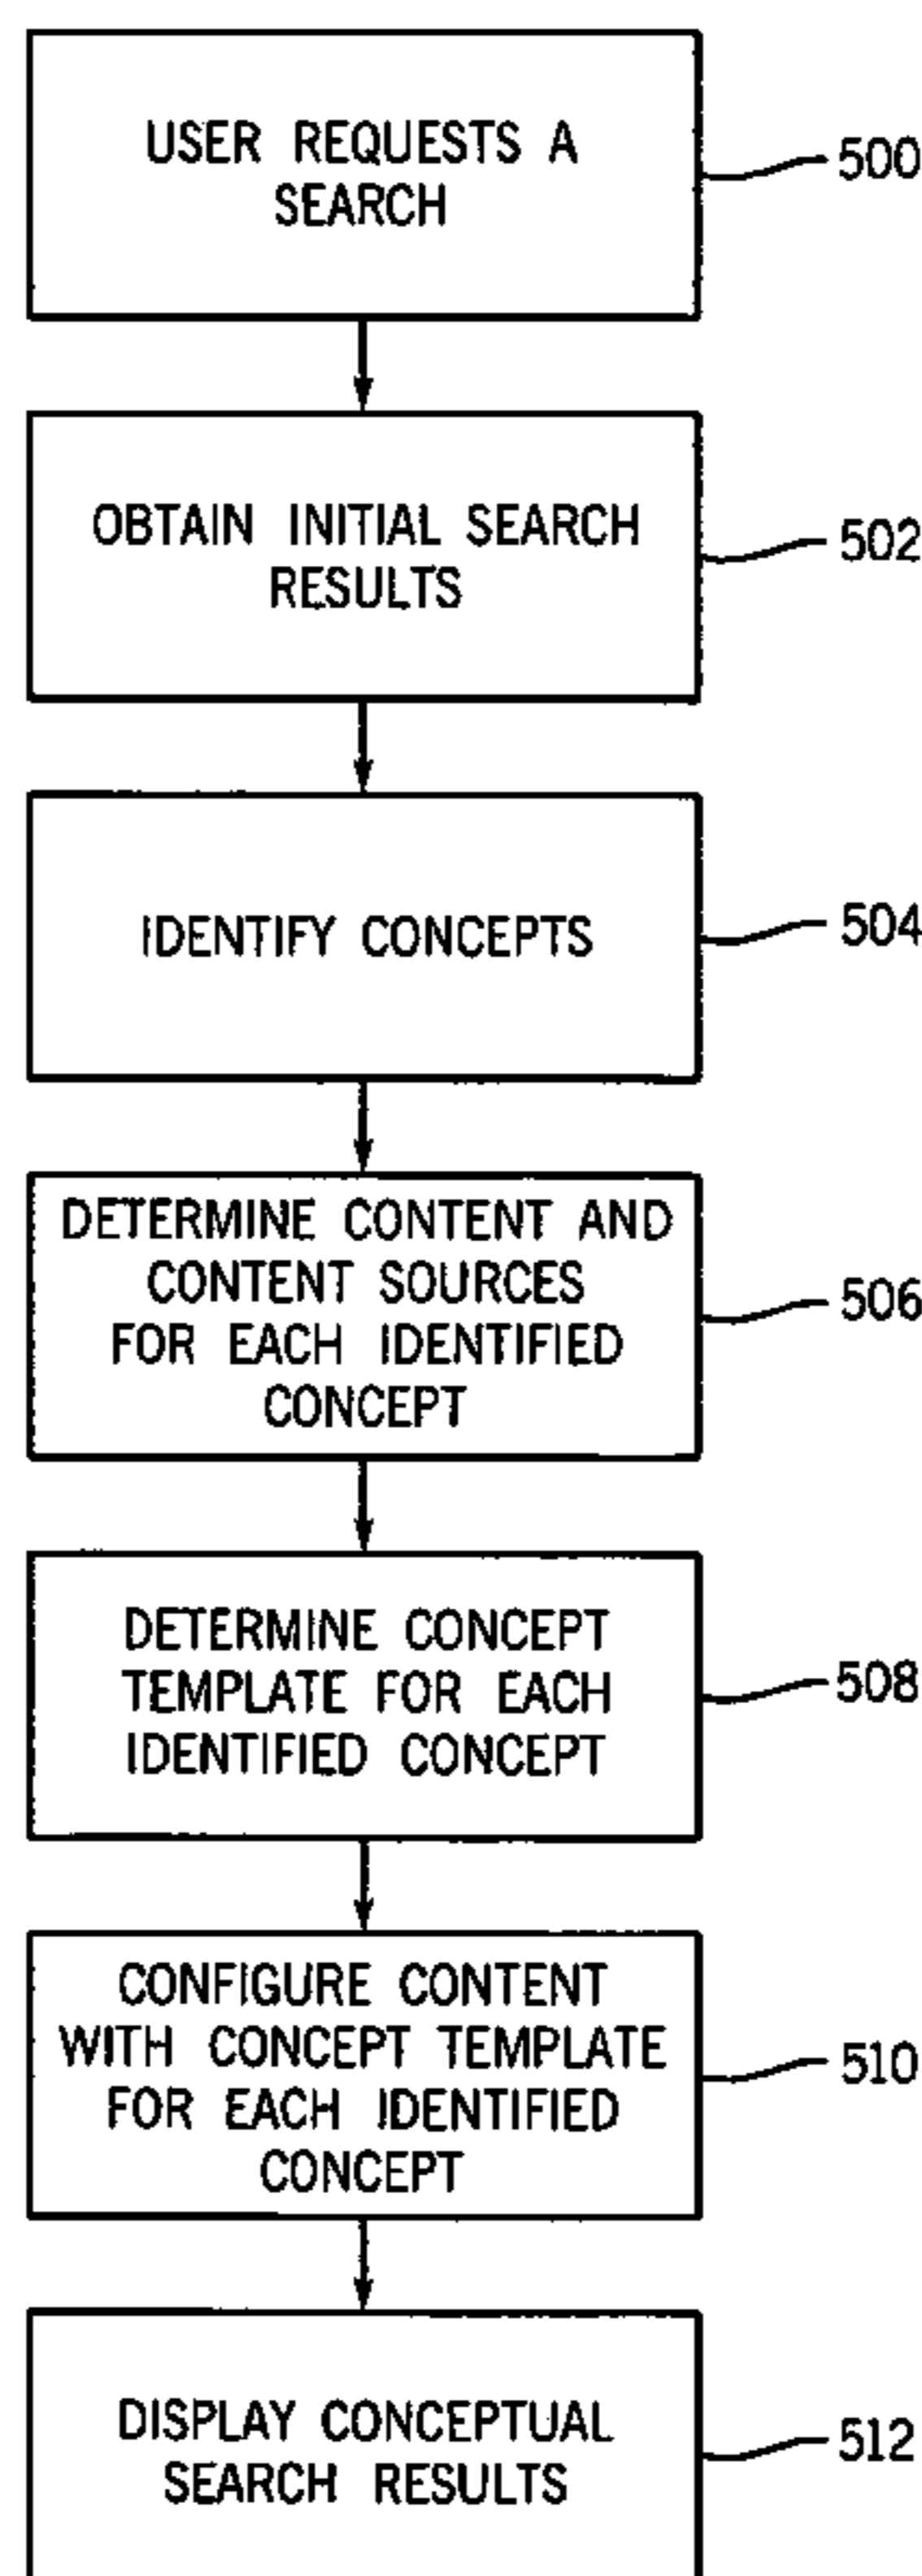 USER REQUESTS A
SEARCH
500
OBTAIN INITIAL SEARCH
RESULTS
502
IDENTIFY CONCEPTS
504
DETERMINE CONTENT AND
CONTENT SOURCES
FOR EACH IDENTIFIED
CONCEPT
506
DETERMINE CONCEPT
TEMPLATE FOR EACH
IDENTIFIED CONCEPT
508
CONFIGURE CONTENT
WITH CONCEPT TEMPLATE
FOR EACH IDENTIFIED
CONCEPT
510
DISPLAY CONCEPTUAL
SEARCH RESULTS
512